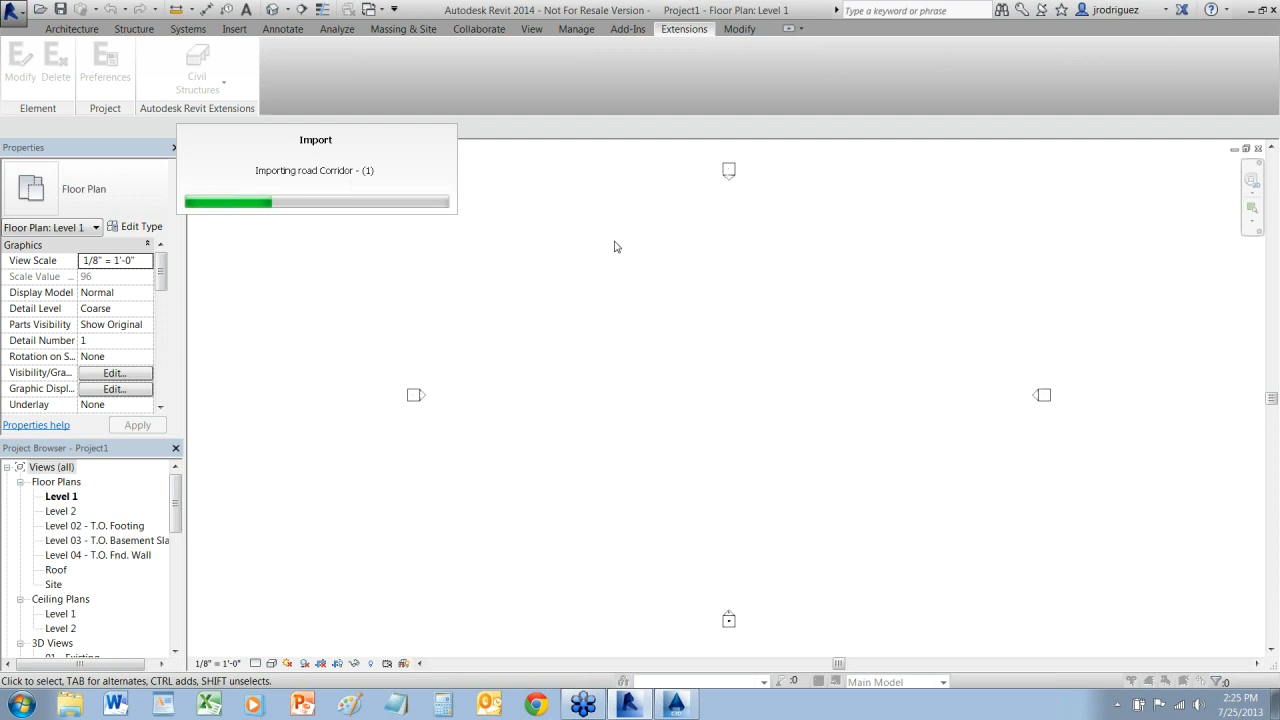 Autodesk Revit 2014 - Not For Resale Version - Project1 - Floor Plan: Level 1
Type a keyword or phrase
jrodriguez
Architecture Structure Systems Insert Annotate Analyze Massing & Site Collaborate View Manage Add-Ins Extensions Modify
Modify Delete Preferences Civil
Structures
Element Project Autodesk Revit Extensions
Import
Importing road Corridor - (1)
Properties
Floor Plan
Floor Plan: Level 1 Edit Type
Graphics
View Scale 1/8" = 1'-0"
Scale Value ... 96
Display Model Normal
Detail Level Coarse
Parts Visibility Show Original
Detail Number 1
Rotation on S... None
Visibility/Gra... Edit...
Graphic Displ... Edit...
Underlay None
Properties help Apply
Project Browser - Project1
Views (all)
Floor Plans
Level 1
Level 2
Level 02 - T.O. Footing
Level 03 - T.O. Basement Sla
Level 04 - T.O. Fnd. Wall
Roof
Site
Ceiling Plans
Level 1
Level 2
3D Views
01 - Existing
1/8" = 1'-0"
Click to select, TAB for alternates, CTRL adds, SHIFT unselects.
:0 Main Model :0
C3D
2:25 PM
7/25/2013